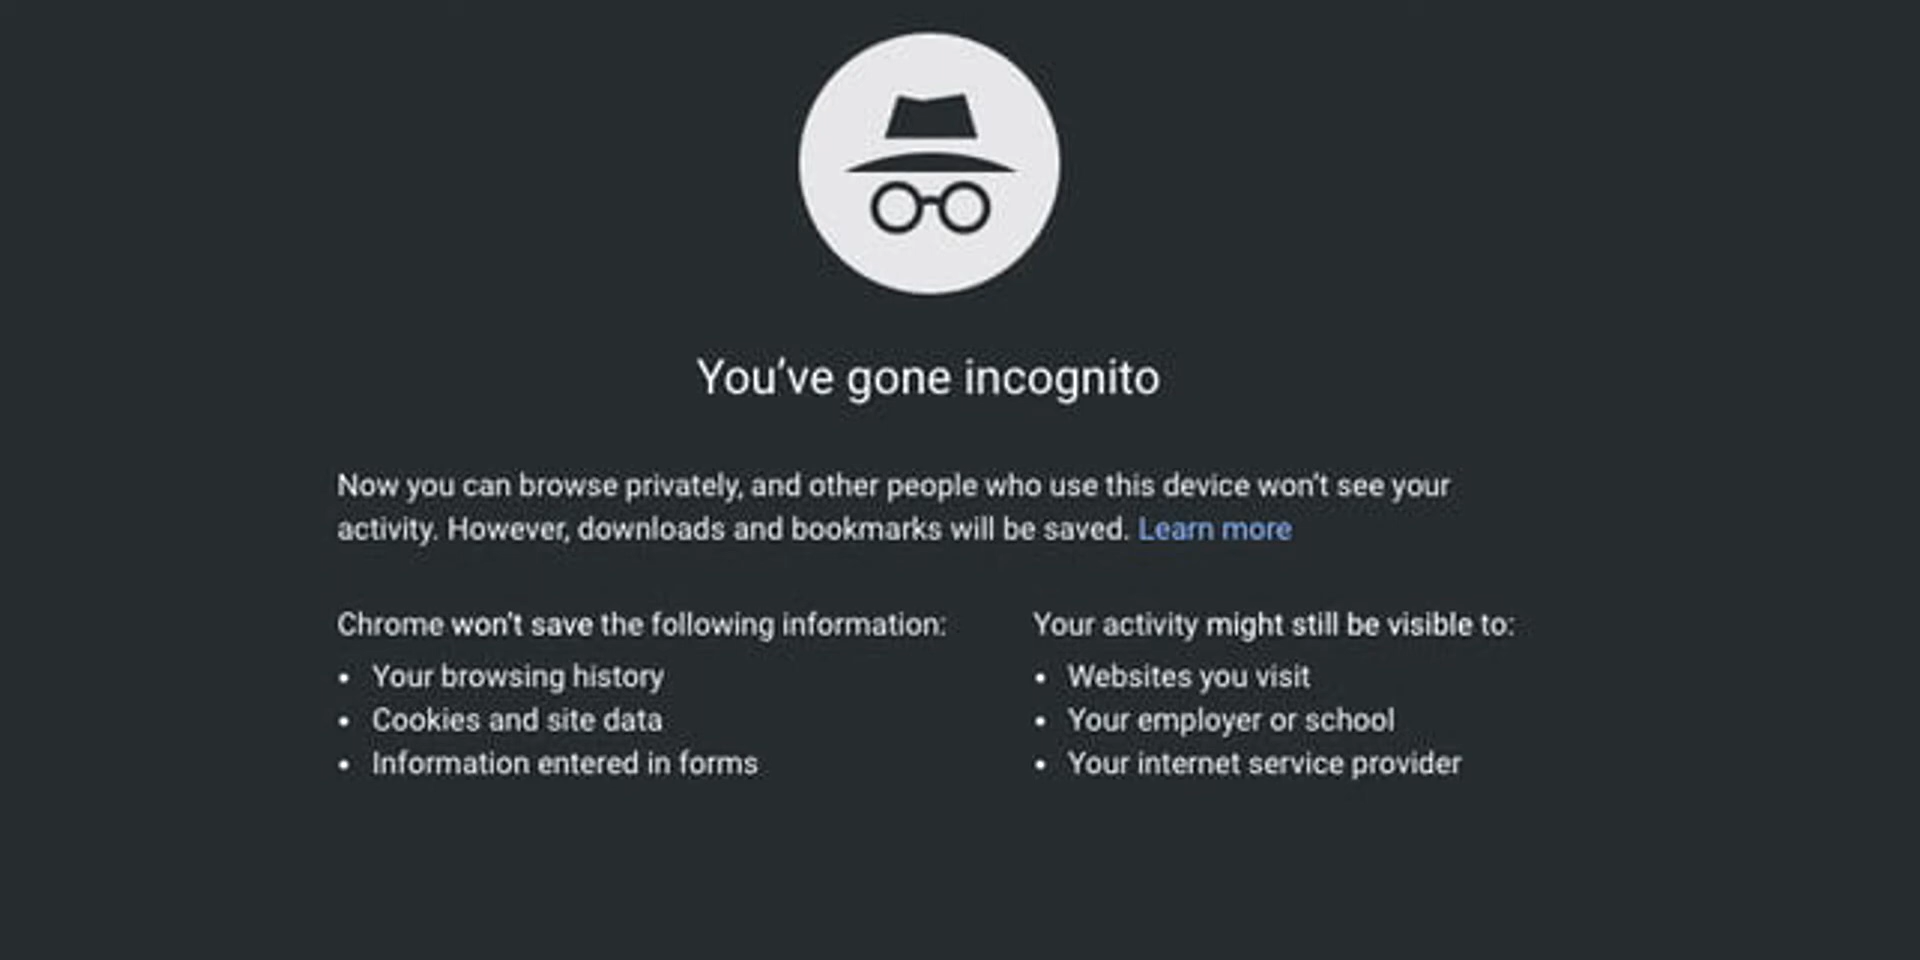 You’ve gone incognito
Now you can browse privately, and other people who use this device won’t see your
activity. However, downloads and bookmarks will be saved. Learn more
Chrome won’t save the following information:
• Your browsing history
• Cookies and site data
• Information entered in forms
Your activity might still be visible to:
• Websites you visit
• Your employer or school
• Your internet service provider